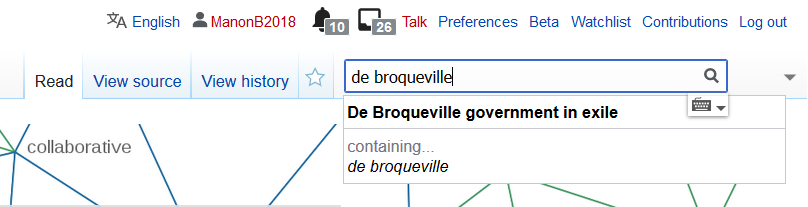 English ManonB2018 10 26 Talk Preferences Beta Watchlist Contributions Log out
Read View source View history de broqueville
De Broqueville government in exile
collaborative containing...
de broqueville